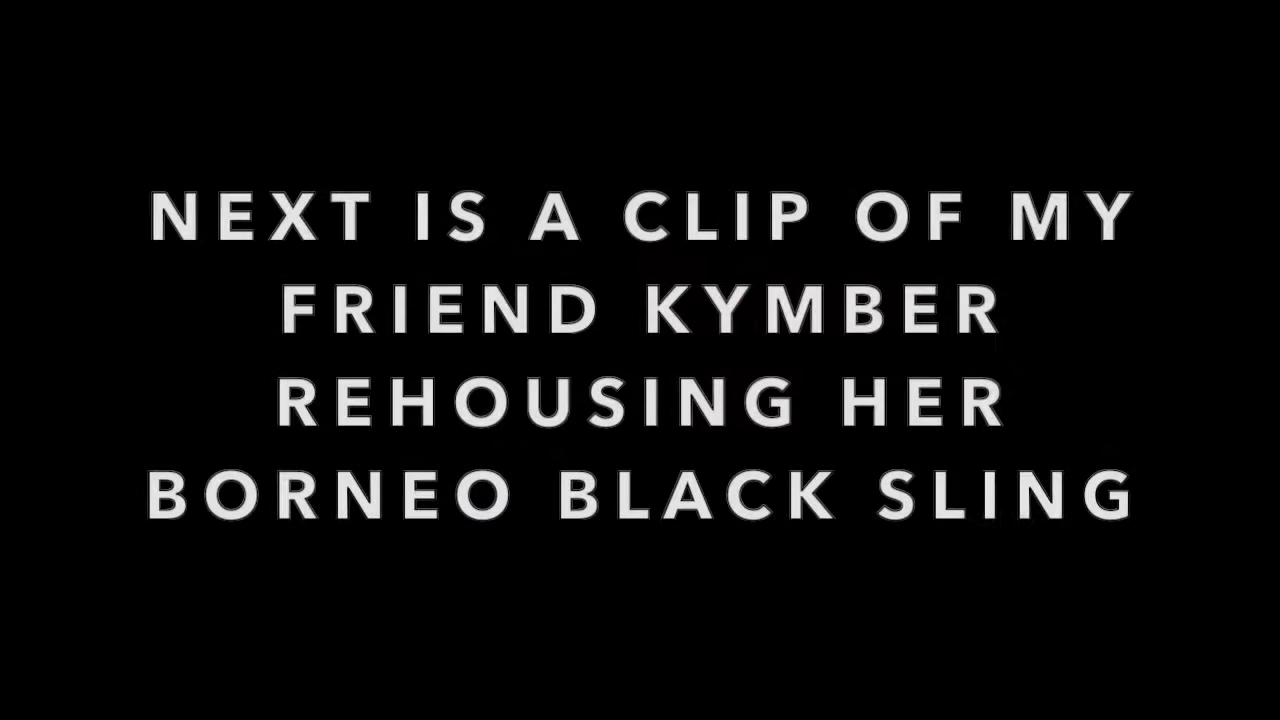 NEXT IS A CLIP OF MY
FRIEND KYMBER
REHOUSING HER
BORNEO BLACK SLING